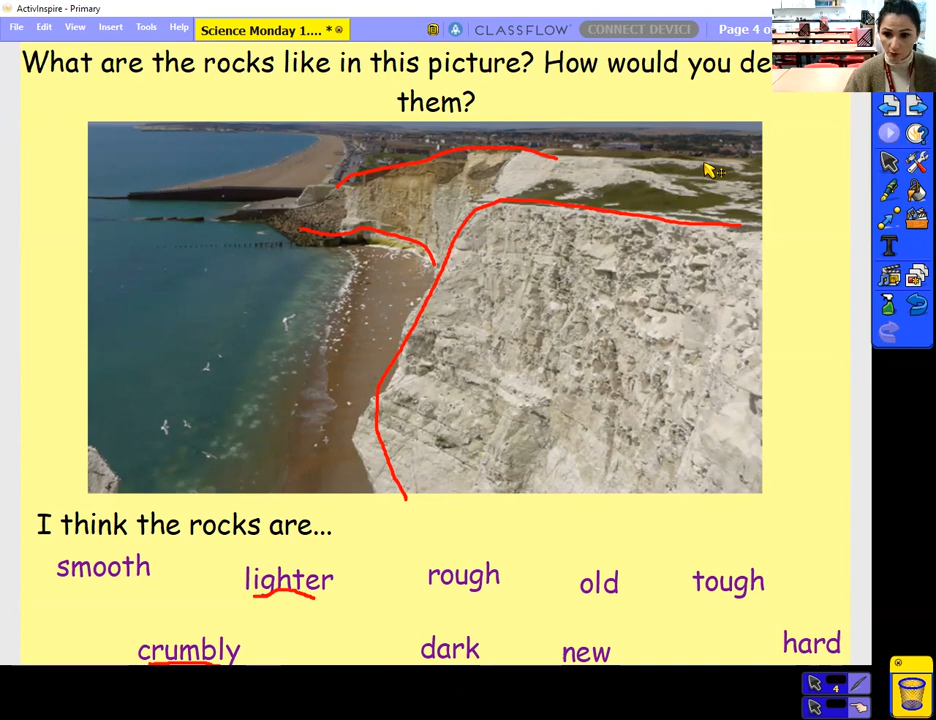 ActivInspire - Primary
File Edit View Insert Tools Help Science Monday 1.... * CLASSFLOW CONNECT DEVICE Page 4 o
What are the rocks like in this picture? How would you de
them?
I think the rocks are...
smooth lighter rough old tough
crumbly dark new hard
4